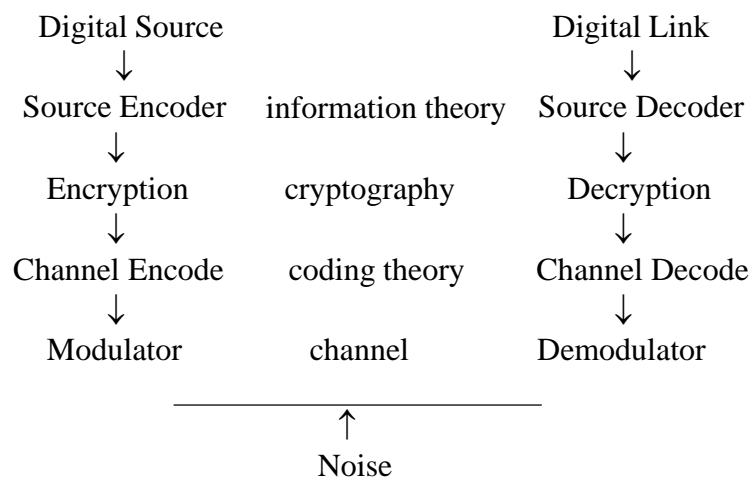 Digital Source Digital Link
↓ ↓
Source Encoder information theory Source Decoder
↓ ↓
Encryption cryptography Decryption
↓ ↓
Channel Encode coding theory Channel Decode
↓ ↓
Modulator channel Demodulator
↑
Noise